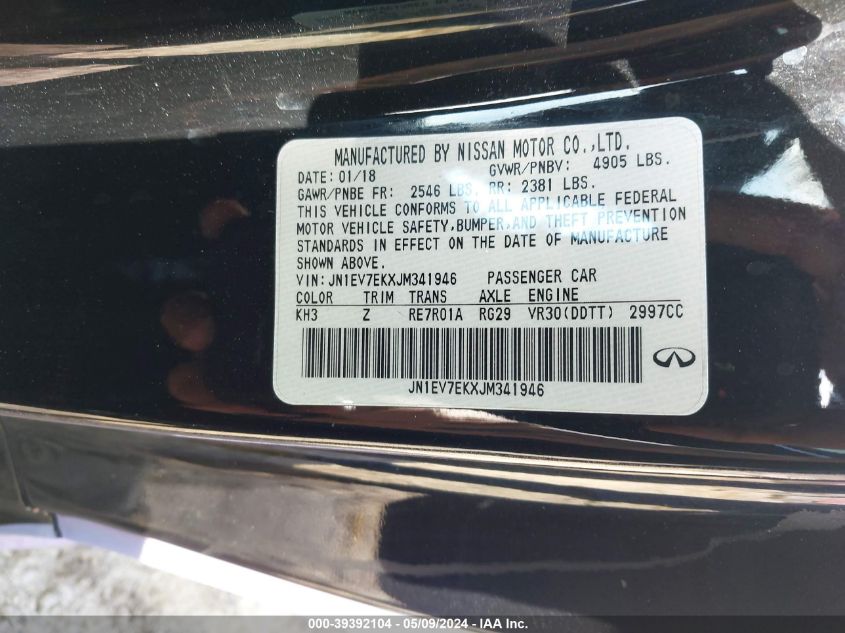 MANUFACTURED BY NISSAN MOTOR CO.,LTD.
DATE: 01/18 GVWR/PNBV: 4905 LBS.
GAWR/PNBE FR: 2546 LBS. RR: 2381 LBS.
THIS VEHICLE CONFORMS TO ALL APPLICABLE FEDERAL
MOTOR VEHICLE SAFETY,BUMPER,AND THEFT PREVENTION
STANDARDS IN EFFECT ON THE DATE OF MANUFACTURE
SHOWN ABOVE.
VIN:JN1EV7EKXJM341946 PASSENGER CAR
COLOR TRIM TRANS AXLE ENGINE
KH3 Z RE7R01A RG29 VR30(DDTT) 2997CC
JN1EV7EKXJM341946
000-39392104 - 05/09/2024 - IAAI.com